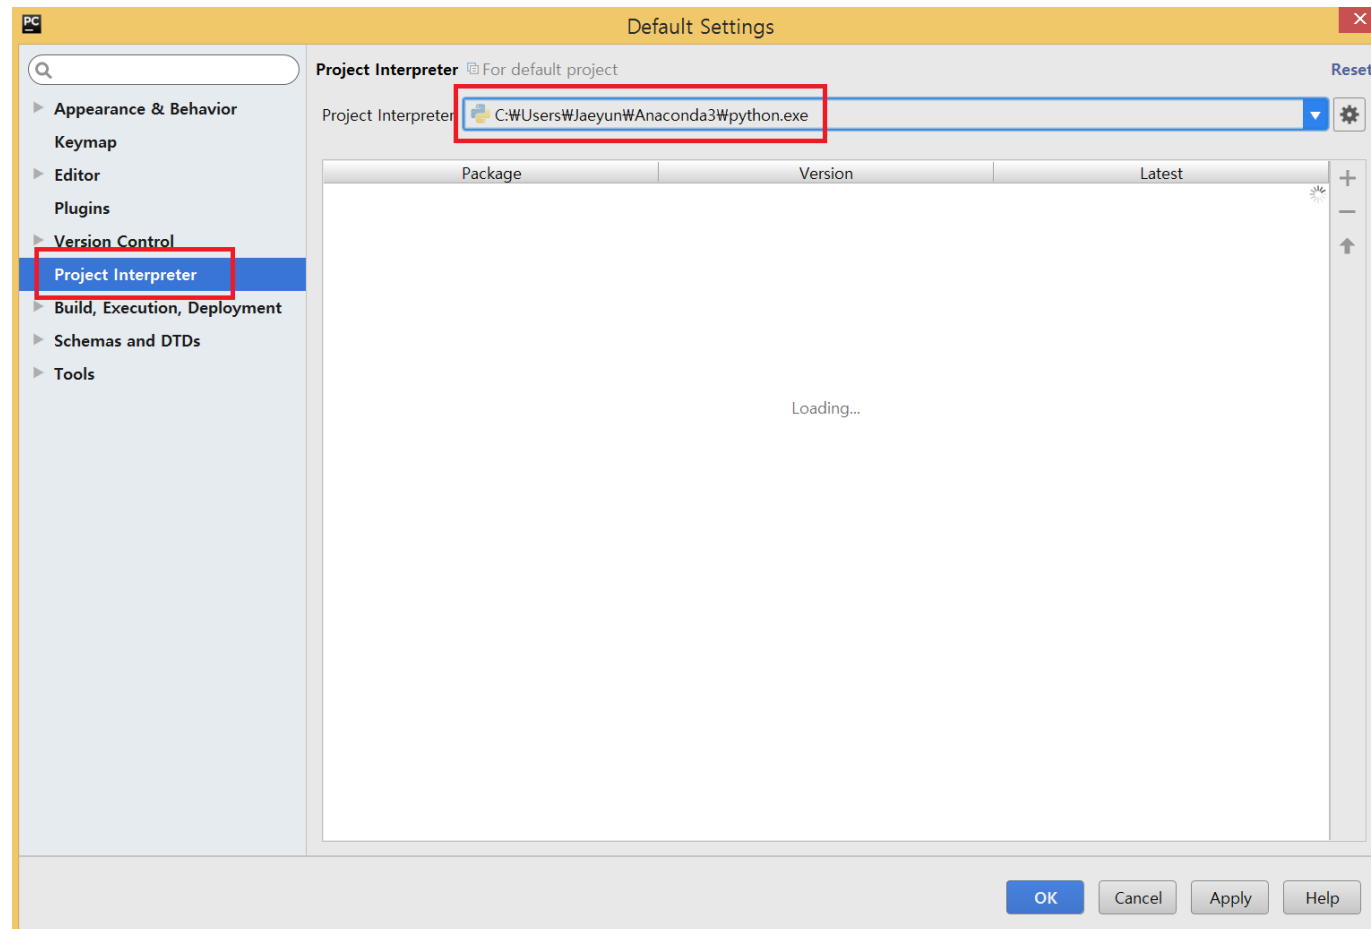 PC
Default Settings
Project Interpreter For default project
Reset
Appearance & Behavior
Keymap
Editor
Plugins
Version Control
Project Interpreter
Build, Execution, Deployment
Schemas and DTDs
Tools
Project Interpreter C:₩Users₩Jaeyun₩Anaconda3₩python.exe
Package Version Latest
Loading...
OK Cancel Apply Help